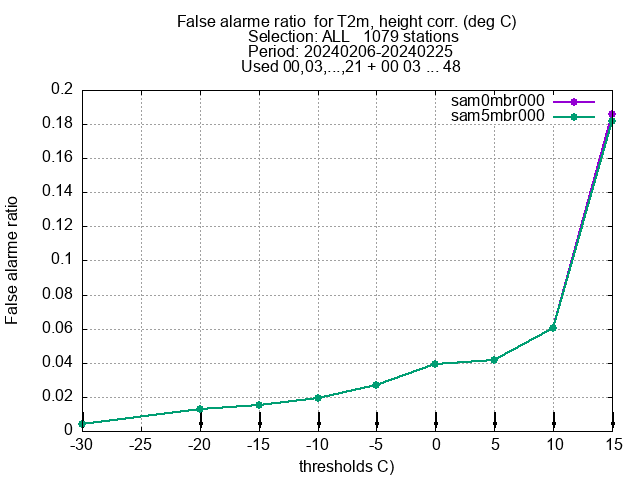 False alarme ratio  for T2m, height corr. (deg C)
Selection: ALL   1079 stations
Period: 20240206-20240225
Used 00,03,...,21 + 00 03 ... 48
sam0mbr000
sam5mbr000
False alarme ratio
0.2
0.18
0.16
0.14
0.12
0.1
0.08
0.06
0.04
0.02
0
-30 -25 -20 -15 -10 -5 0 5 10 15
thresholds C)